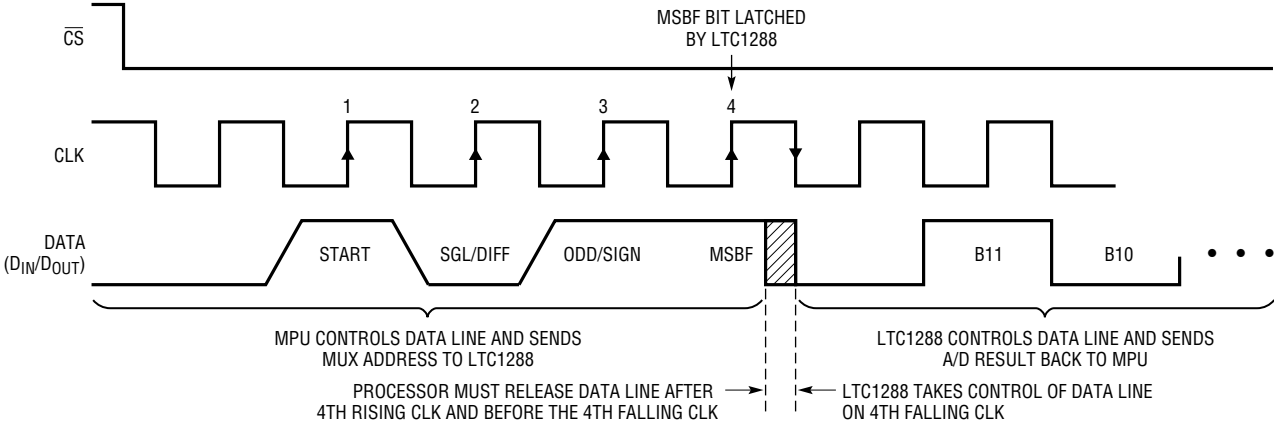 MSBF BIT LATCHED
BY LTC1288
CS
1 2 3 4
CLK
DATA
(DIN/DOUT)
START SGL/DIFF ODD/SIGN MSBF B11 B10 • • •
MPU CONTROLS DATA LINE AND SENDS
MUX ADDRESS TO LTC1288
LTC1288 CONTROLS DATA LINE AND SENDS
A/D RESULT BACK TO MPU
PROCESSOR MUST RELEASE DATA LINE AFTER
4TH RISING CLK AND BEFORE THE 4TH FALLING CLK
LTC1288 TAKES CONTROL OF DATA LINE
ON 4TH FALLING CLK